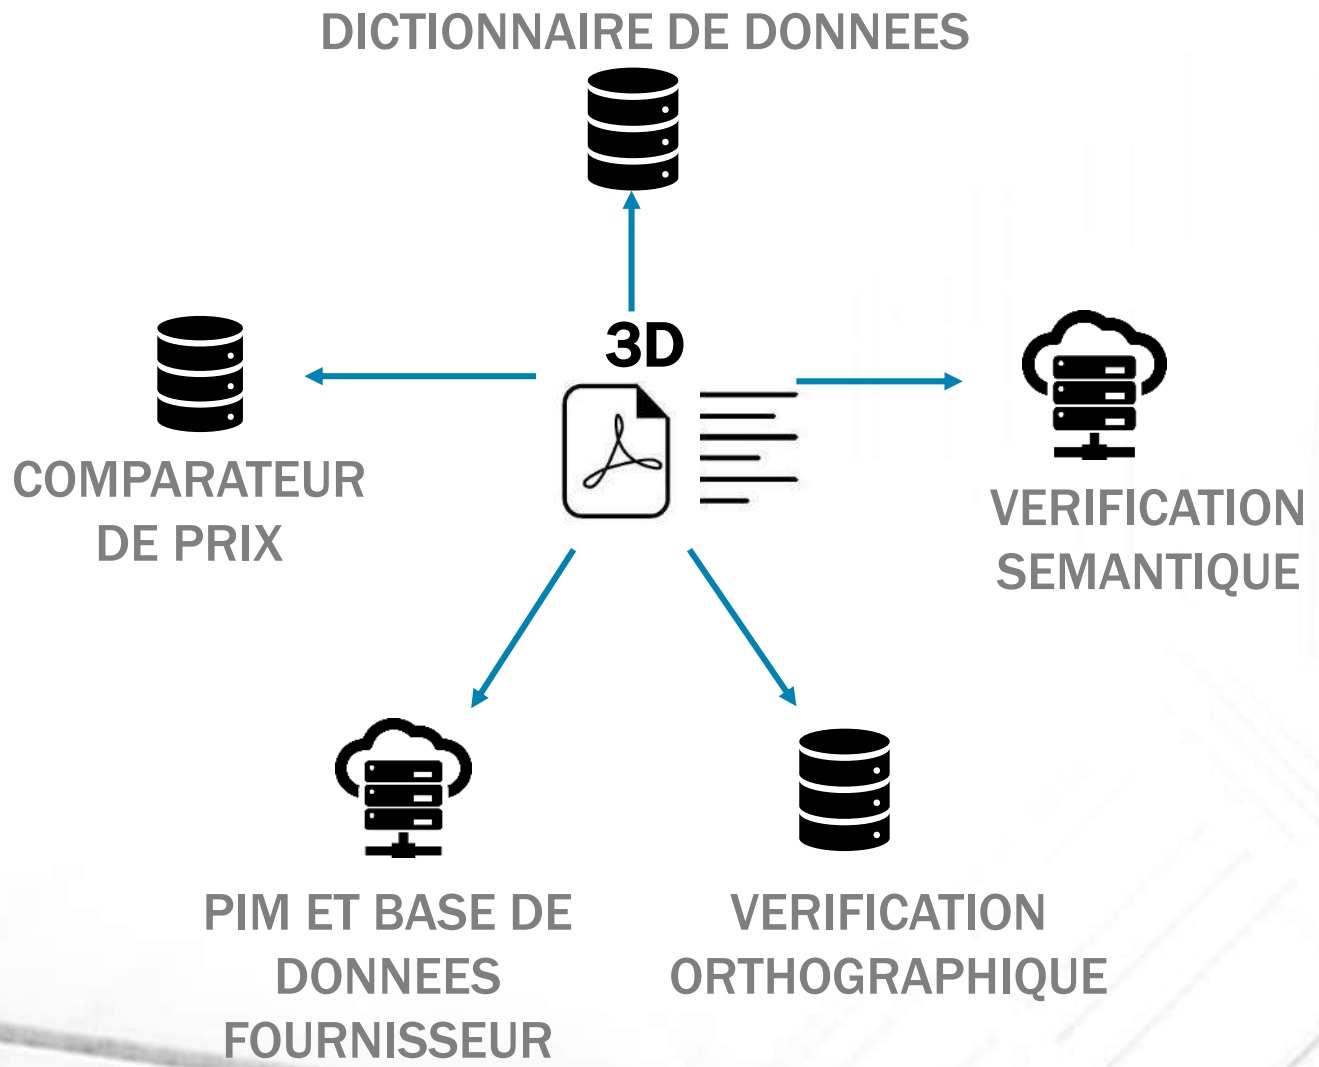 DICTIONNAIRE DE DONNEES
3D
COMPARATEUR
DE PRIX
VERIFICATION
SEMANTIQUE
PIM ET BASE DE
DONNEES
FOURNISSEUR
VERIFICATION
ORTHOGRAPHIQUE